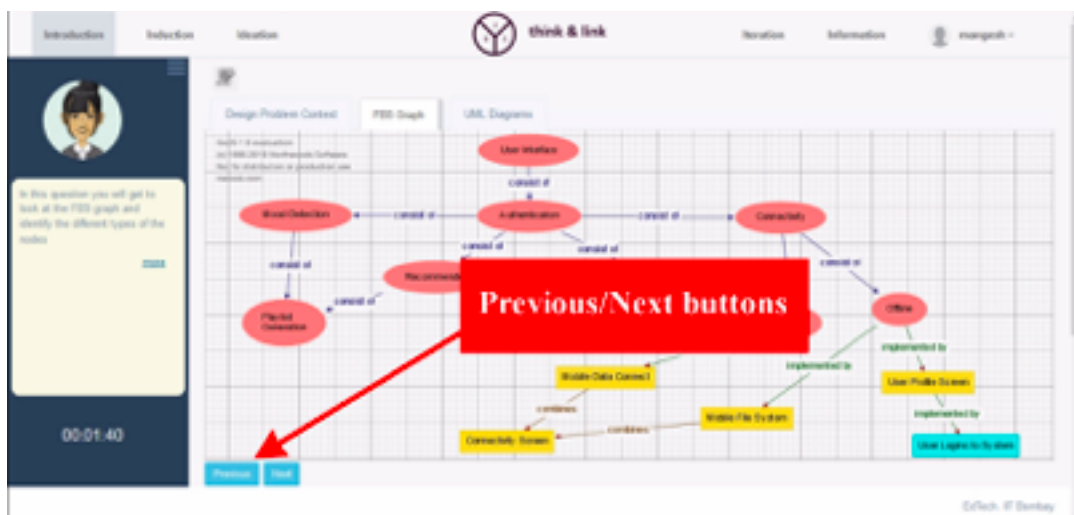 Introduction
Induction
Ideation
think & link
Iteration
Information
mangesh
Design Problem Context
FBS Graph
UML Diagrams
In this question you will get to
look at the FBS graph and
identify the different types of the
nodes
User Interface
consist of
Mood Detection
consist of
Authentication
consist of
Connectivity
consist of
consist of
consist of
consist of
Recommende
consist of
Playlist
Generation
Previous/Next buttons
Offline
implemented by
implemented by
Mobile Data Connect
User Profile Screen
combines
Mobile File System
implemented by
Connectivity Screen
combines
User Logins to System
00:01:40
Previous
Next
EdTech. IIT Bombay